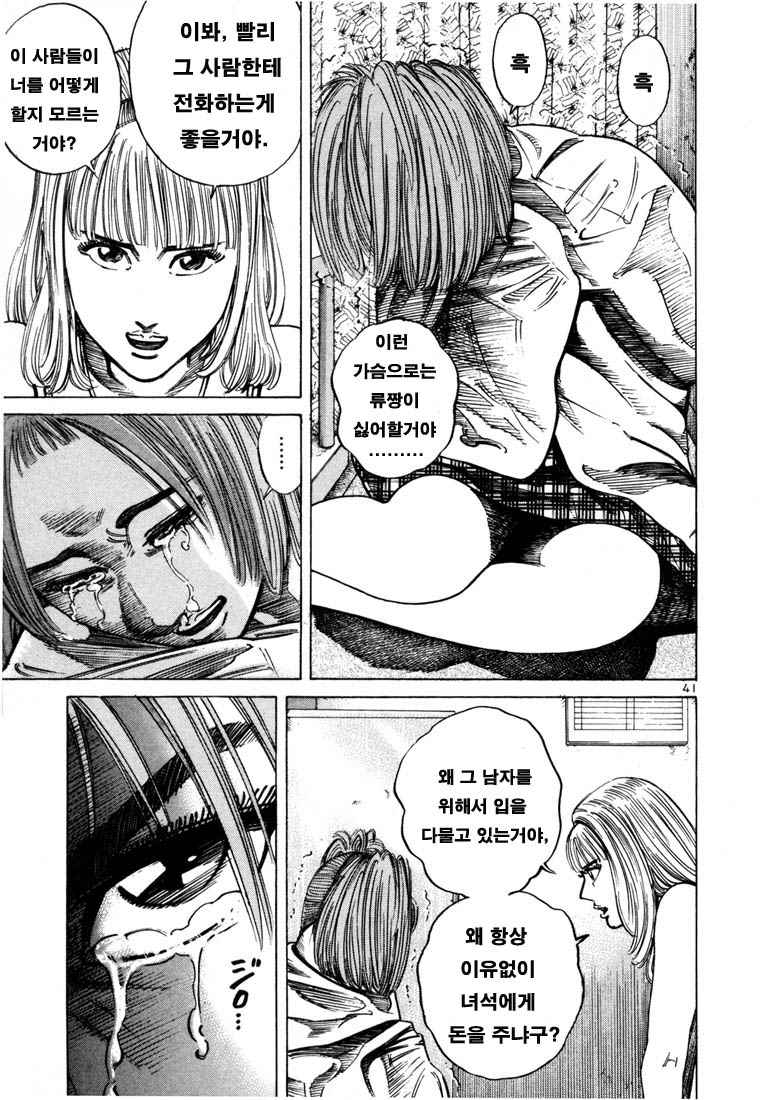 흑
흑
이런
가슴으로는
류짱이
싫어할거야
………
이봐, 빨리
그 사람한테
전화하는게
좋을거야.
이 사람들이
너를 어떻게
할지 모르는
거야?
……
41
왜 그 남자를
위해서 입을
다물고 있는거야,
왜 항상
이유없이
녀석에게
돈을 주냐구?
ジロ…